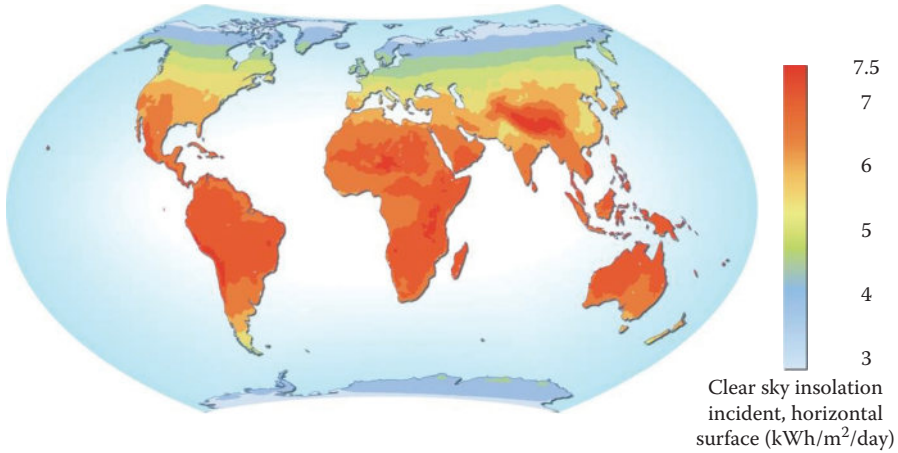 7.5
7
6
5
4
3
Clear sky insolation
incident, horizontal
surface (kWh/m²/day)